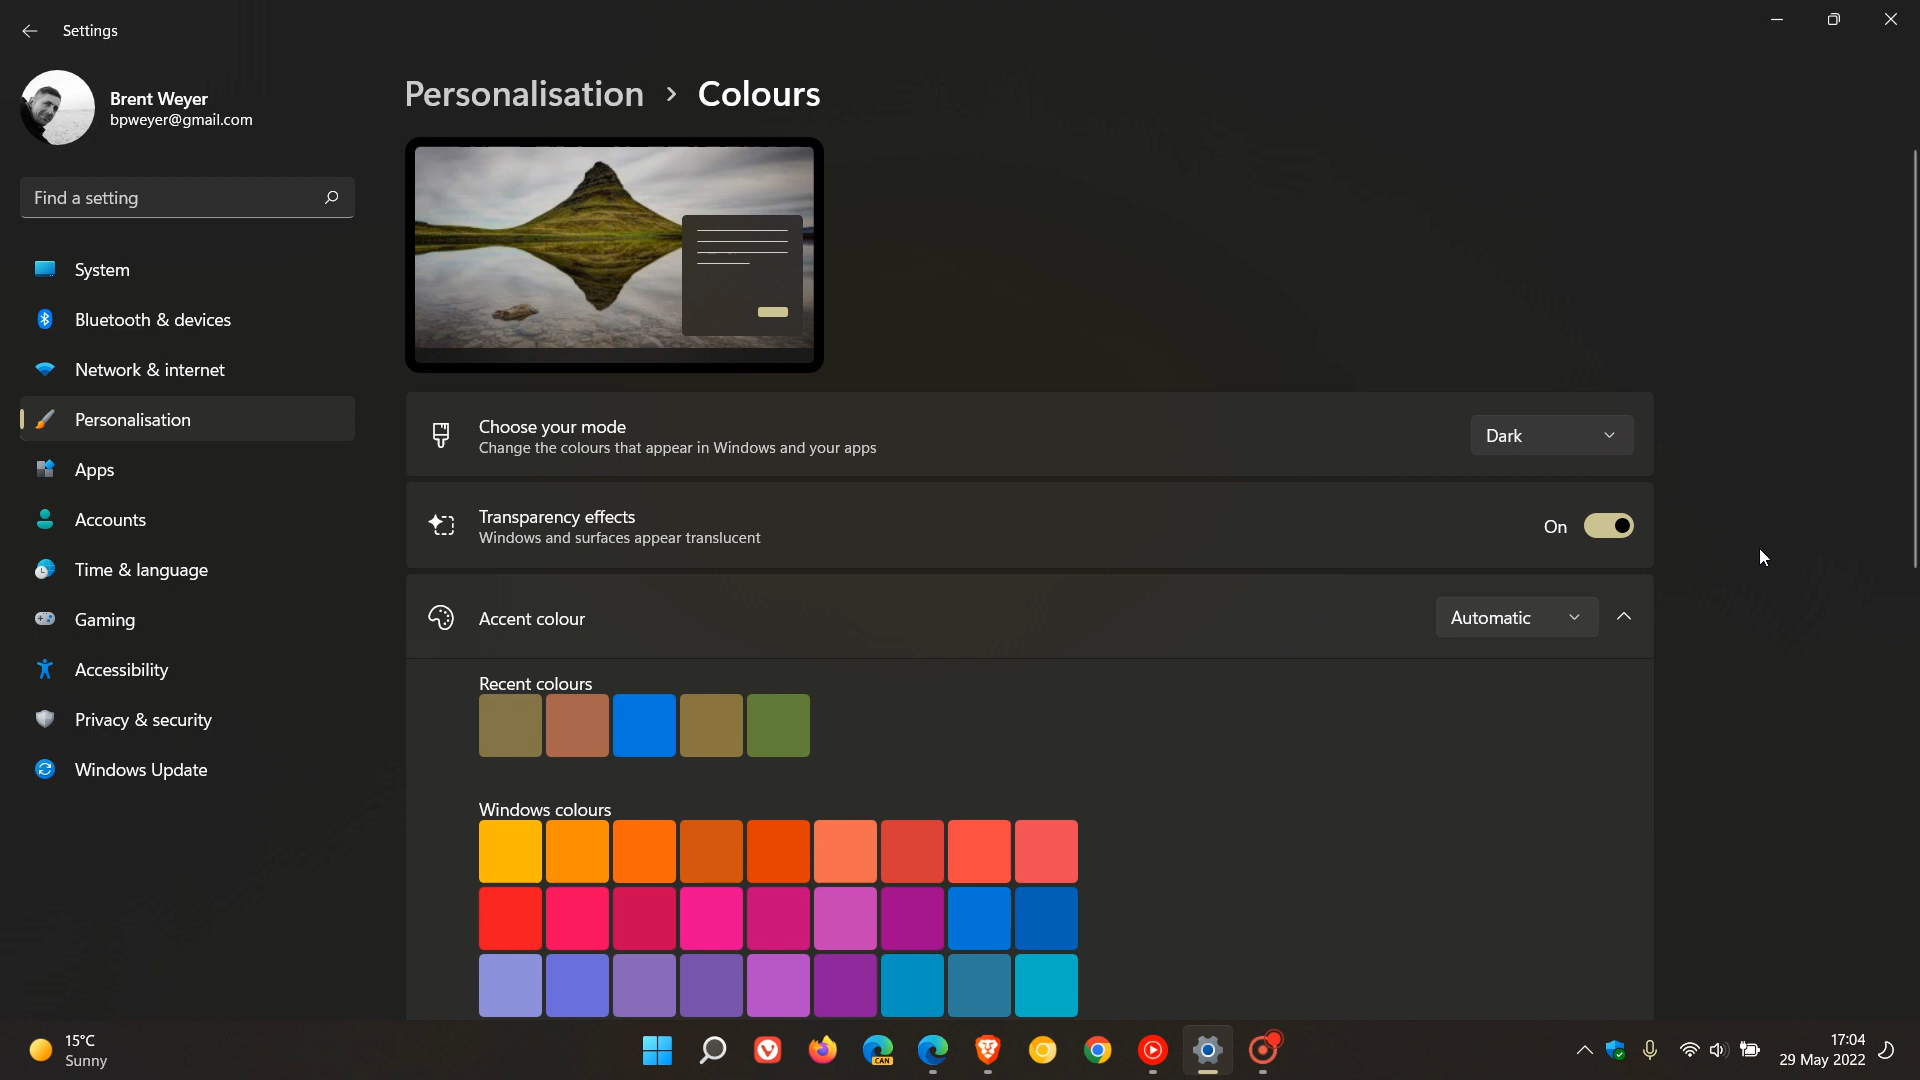 Settings
Brent Weyer
bpweyer@gmail.com
Find a setting
System
Bluetooth & devices
Network & internet
Personalisation
Apps
Accounts
Time & language
Gaming
Accessibility
Privacy & security
Windows Update
Personalisation > Colours
Choose your mode
Change the colours that appear in Windows and your apps
Dark
Transparency effects
Windows and surfaces appear translucent
On
Accent colour
Automatic
Recent colours
Windows colours
15°C
Sunny
CAN
17:04
29 May 2022